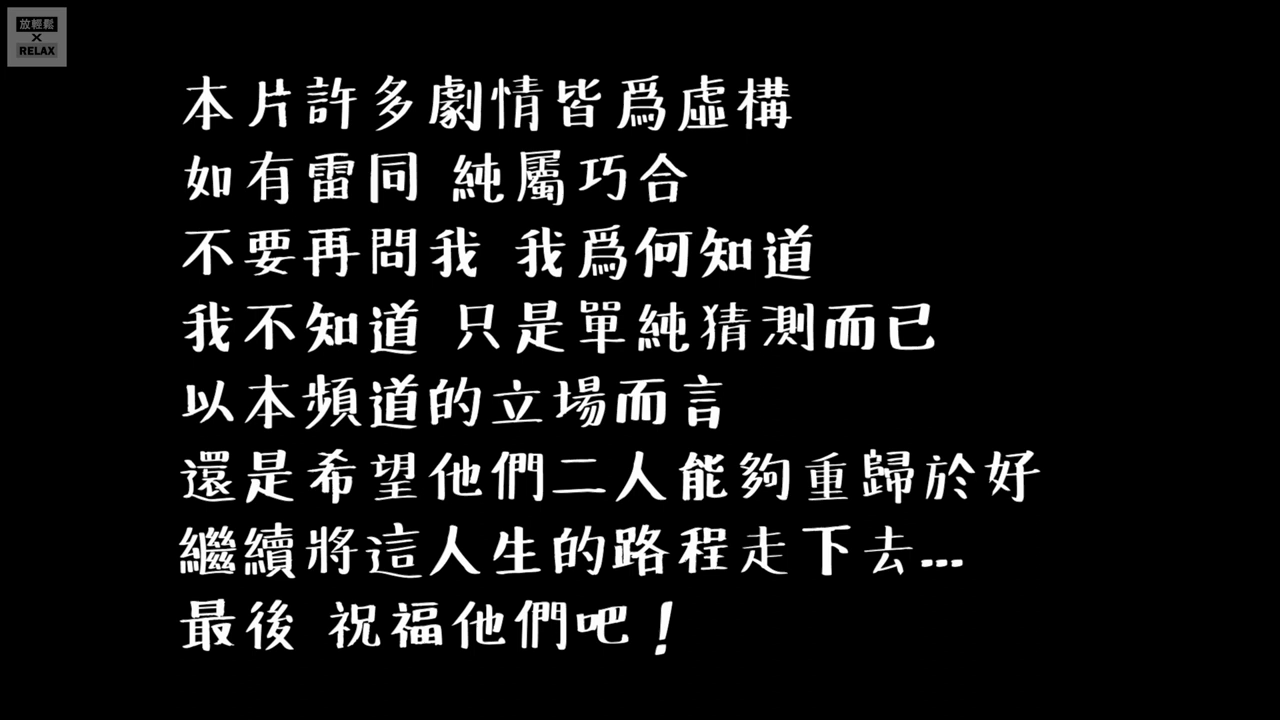 放輕鬆
×
RELAX
本片許多劇情皆爲虛構
如有雷同 純屬巧合
不要再問我 我爲何知道
我不知道 只是單純猜測而已
以本頻道的立場而言
還是希望他們二人能夠重歸於好
繼續將這人生的路程走下去...
最後 祝福他們吧！